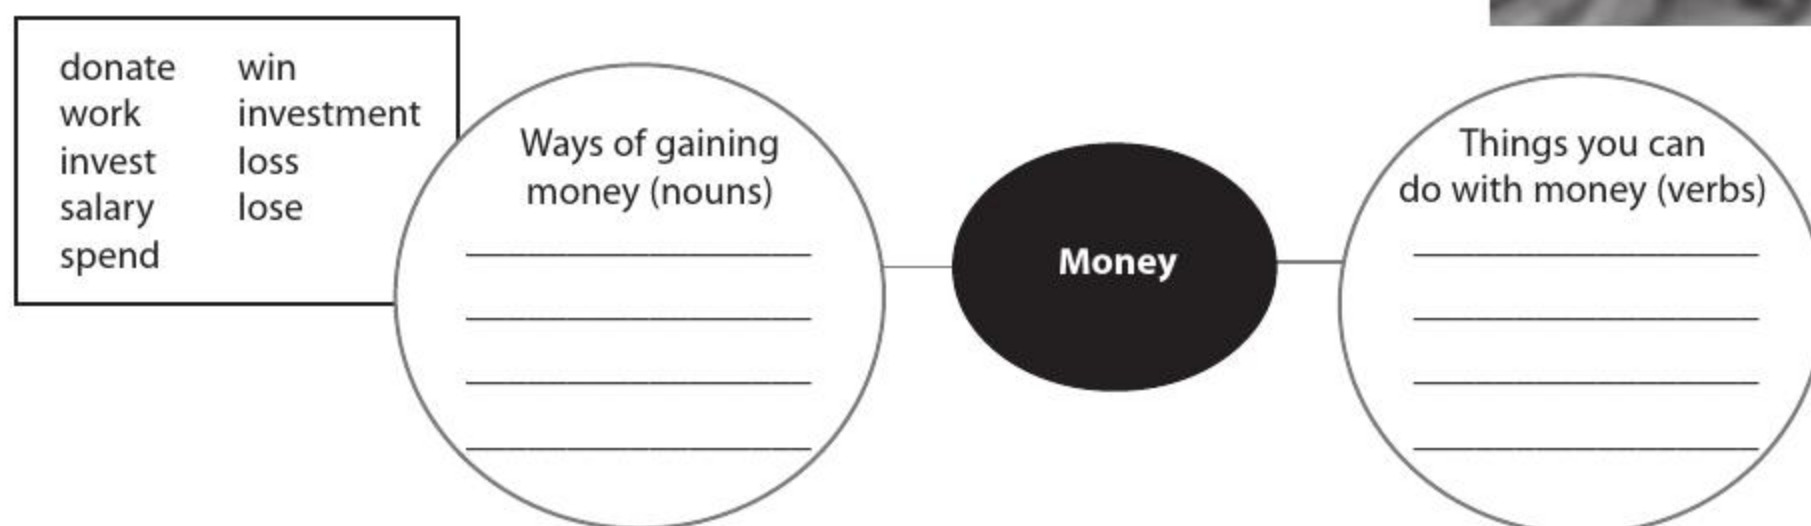 donate win
work investment
invest loss
salary lose
spend
Ways of gaining
money (nouns)
Money
Things you can
do with money (verbs)